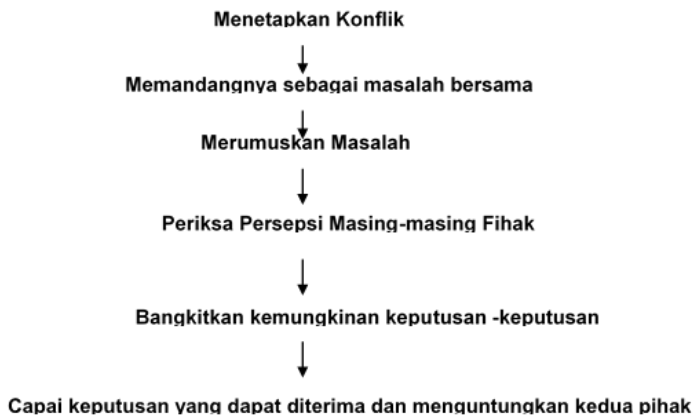 Menetapkan Konflik
Memandangnya sebagai masalah bersama
Merumuskan Masalah
Periksa Persepsi Masing-masing Fihak
Bangkitkan kemungkinan keputusan -keputusan
Capai keputusan yang dapat diterima dan menguntungkan kedua pihak